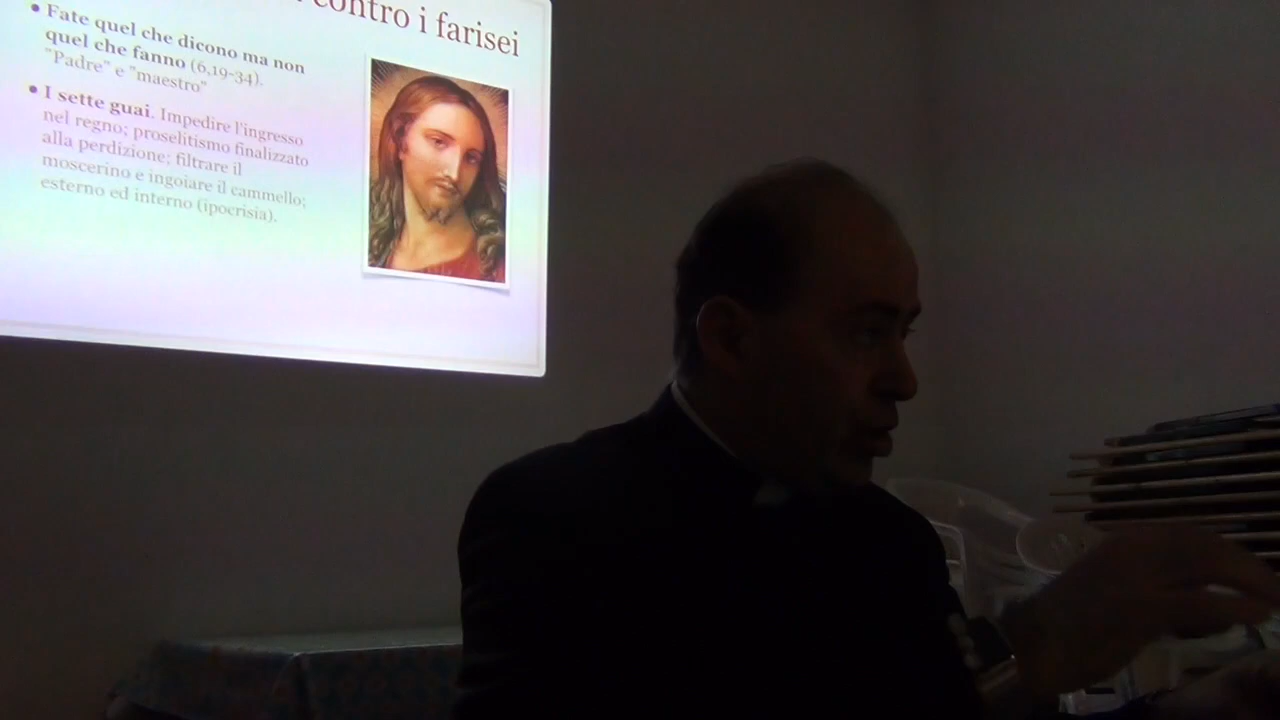 contro i farisei
• Fate quel che dicono ma non
quel che fanno (6,19-34).
"Padre" e "maestro"
• I sette guai. Impedire l'ingresso
nel regno; proselitismo finalizzato
alla perdizione; filtrare il
moscerino e ingoiare il cammello;
esterno ed interno (ipocrisia).